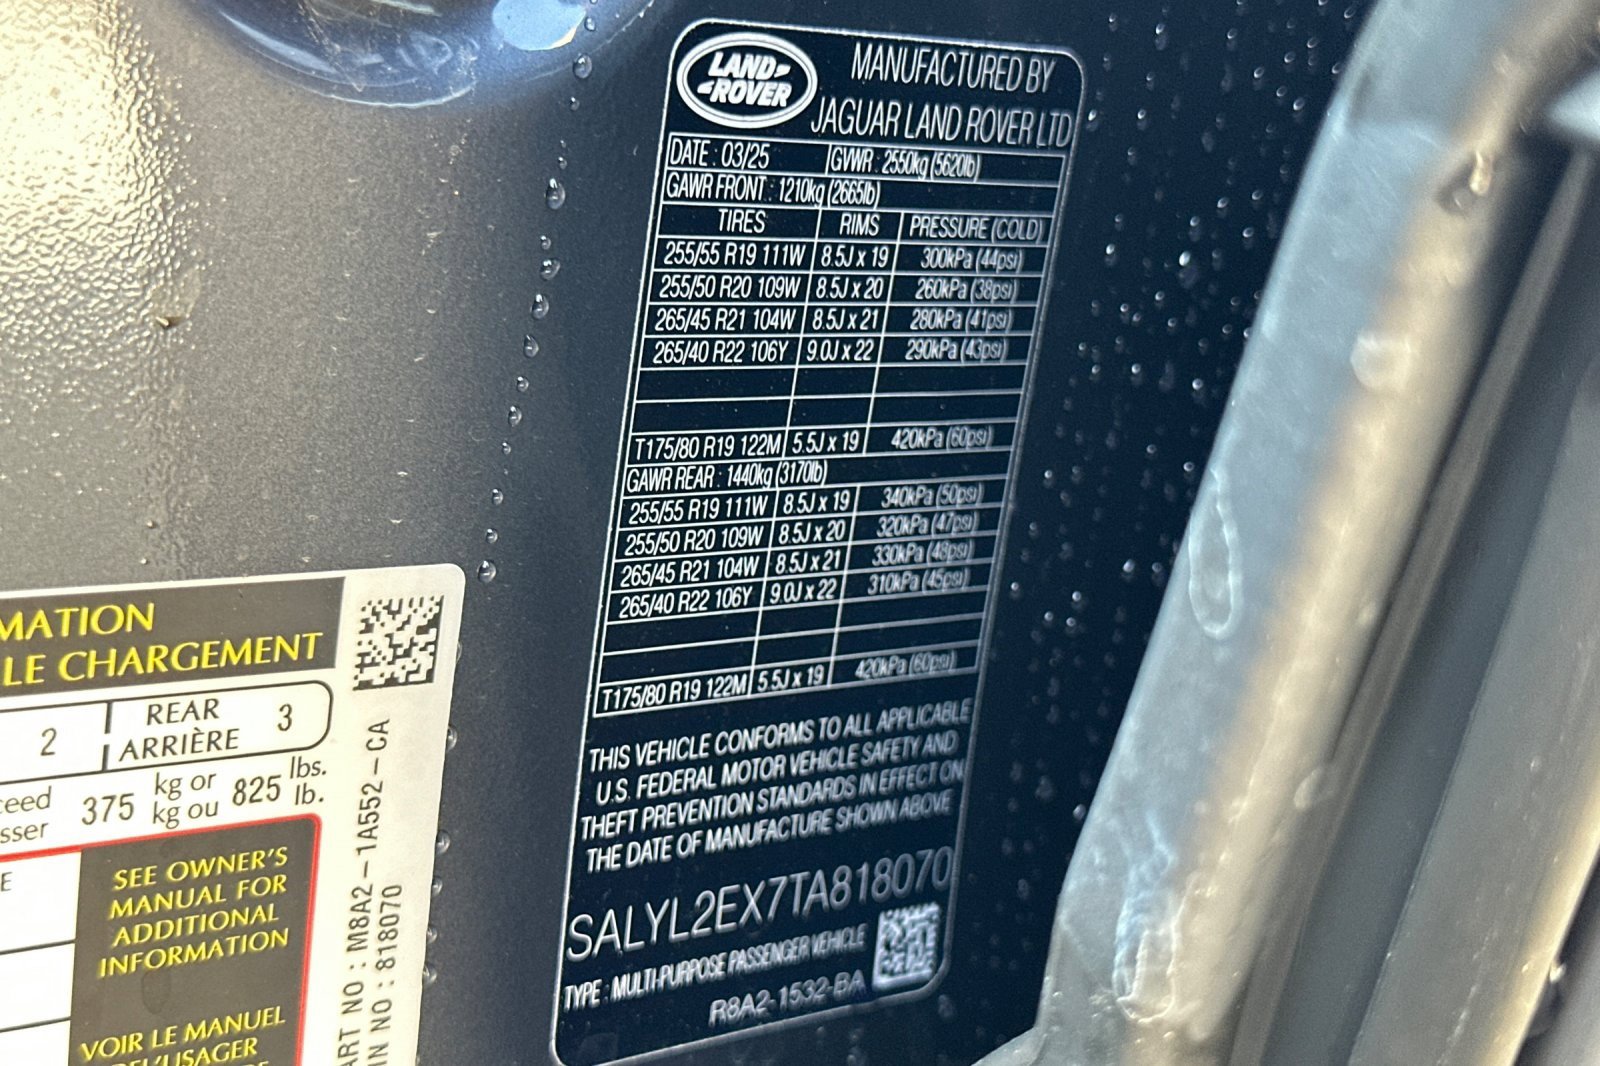 LAND
ROVER
MANUFACTURED BY
JAGUAR LAND ROVER LTD
DATE : 03/25 GVWR : 2550kg (5620lb)
GAWR FRONT : 1210kg (2665lb)
TIRES RIMS PRESSURE (COLD)
255/55 R19 111W 8.5J x 19 300kPa (44psi)
255/50 R20 109W 8.5J x 20 260kPa (38psi)
265/45 R21 104W 8.5J x 21 280kPa (41psi)
265/40 R22 106Y 9.0J x 22 290kPa (43psi)
T175/80 R19 122M 5.5J x 19 420kPa (60psi)
GAWR REAR : 1440kg (3170lb)
255/55 R19 111W 8.5J x 19 340kPa (50psi)
255/50 R20 109W 8.5J x 20 320kPa (47psi)
265/45 R21 104W 8.5J x 21 330kPa (48psi)
265/40 R22 106Y 9.0J x 22 310kPa (45psi)
T175/80 R19 122M 5.5J x 19 420kPa (60psi)
THIS VEHICLE CONFORMS TO ALL APPLICABLE
U.S. FEDERAL MOTOR VEHICLE SAFETY AND
THEFT PREVENTION STANDARDS IN EFFECT ON
THE DATE OF MANUFACTURE SHOWN ABOVE
SALYL2EX7TA818070
TYPE : MULTI-PURPOSE PASSENGER VEHICLE
R8A2-1532-BA
MATION
LE CHARGEMENT
2 REAR 3
ARRIÈRE
ceed 375 kg or 825 lbs.
sser kg ou lb.
E
SEE OWNER'S
MANUAL FOR
ADDITIONAL
INFORMATION
VOIR LE MANUEL
DE L'USAGER
ART NO : M8A2-1A552-CA
IN NO : 818070